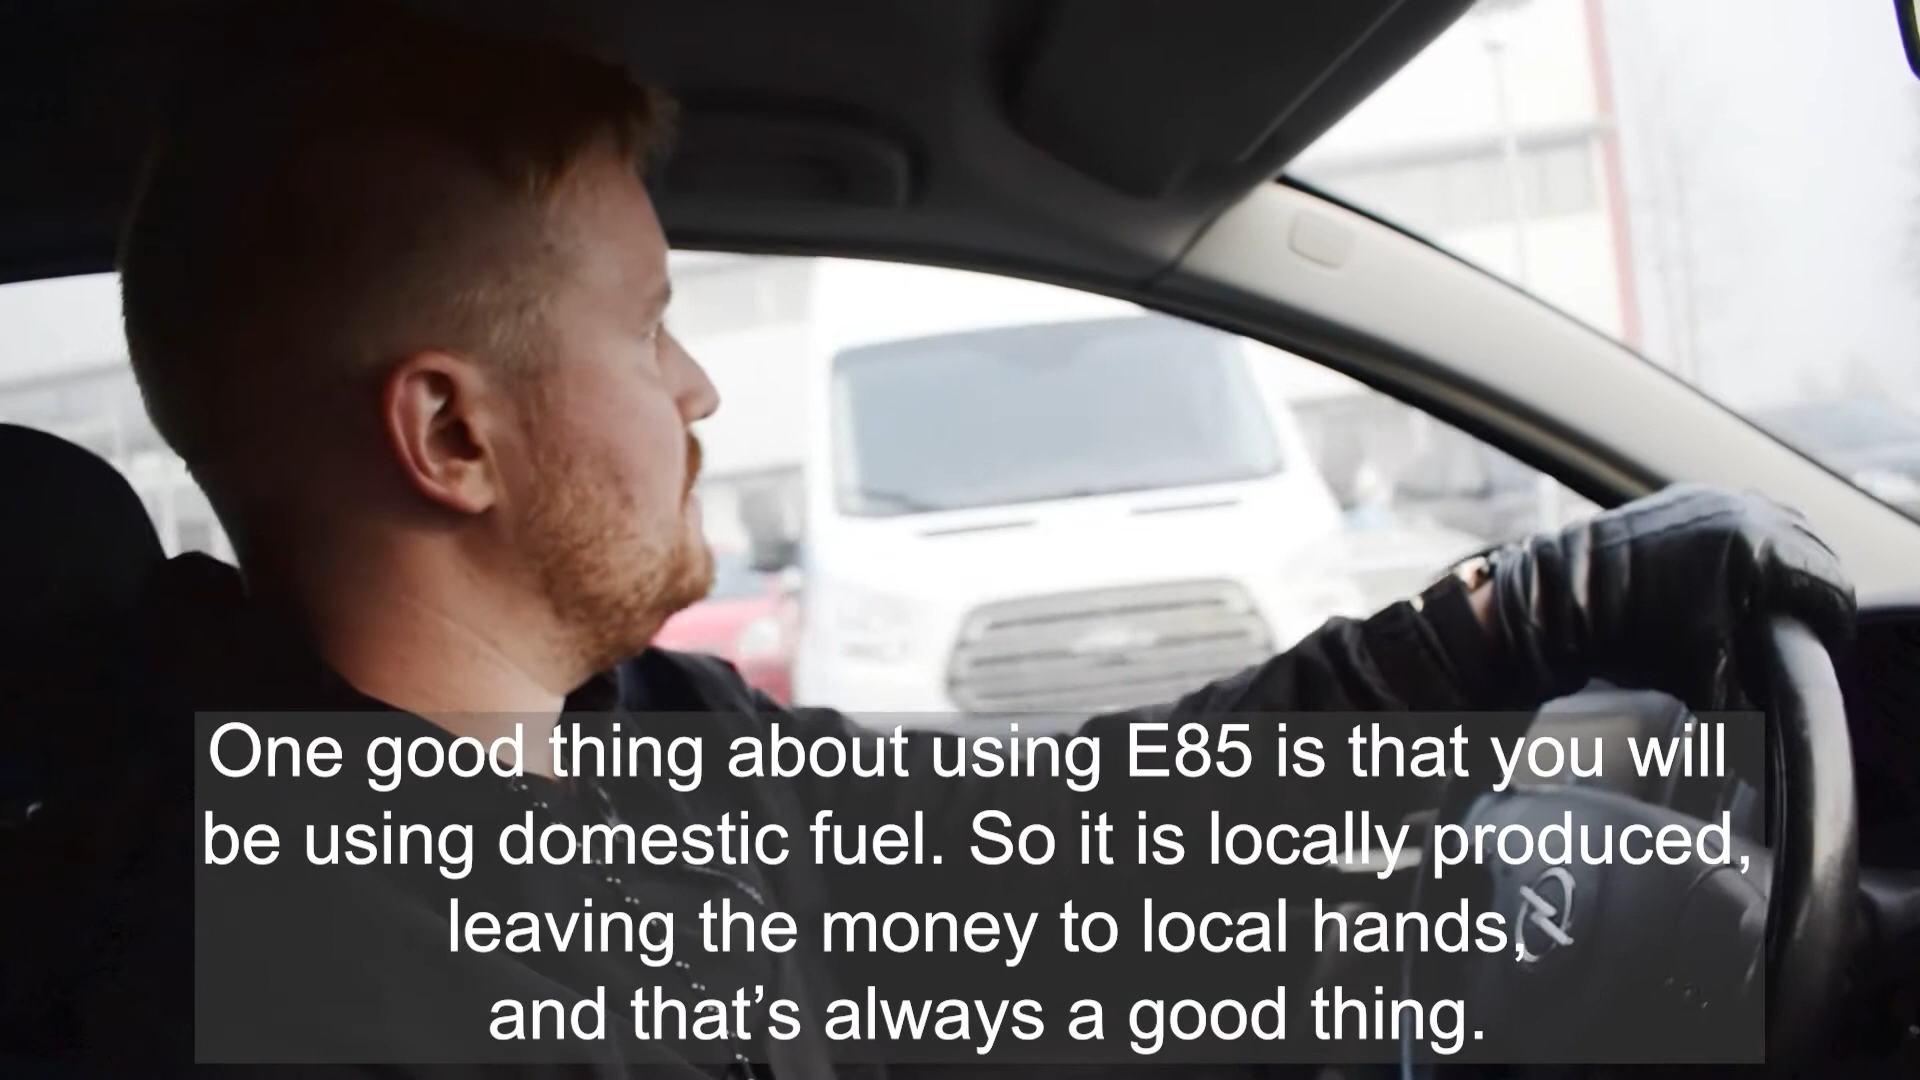 One good thing about using E85 is that you will
be using domestic fuel. So it is locally produced,
leaving the money to local hands,
and that’s always a good thing.